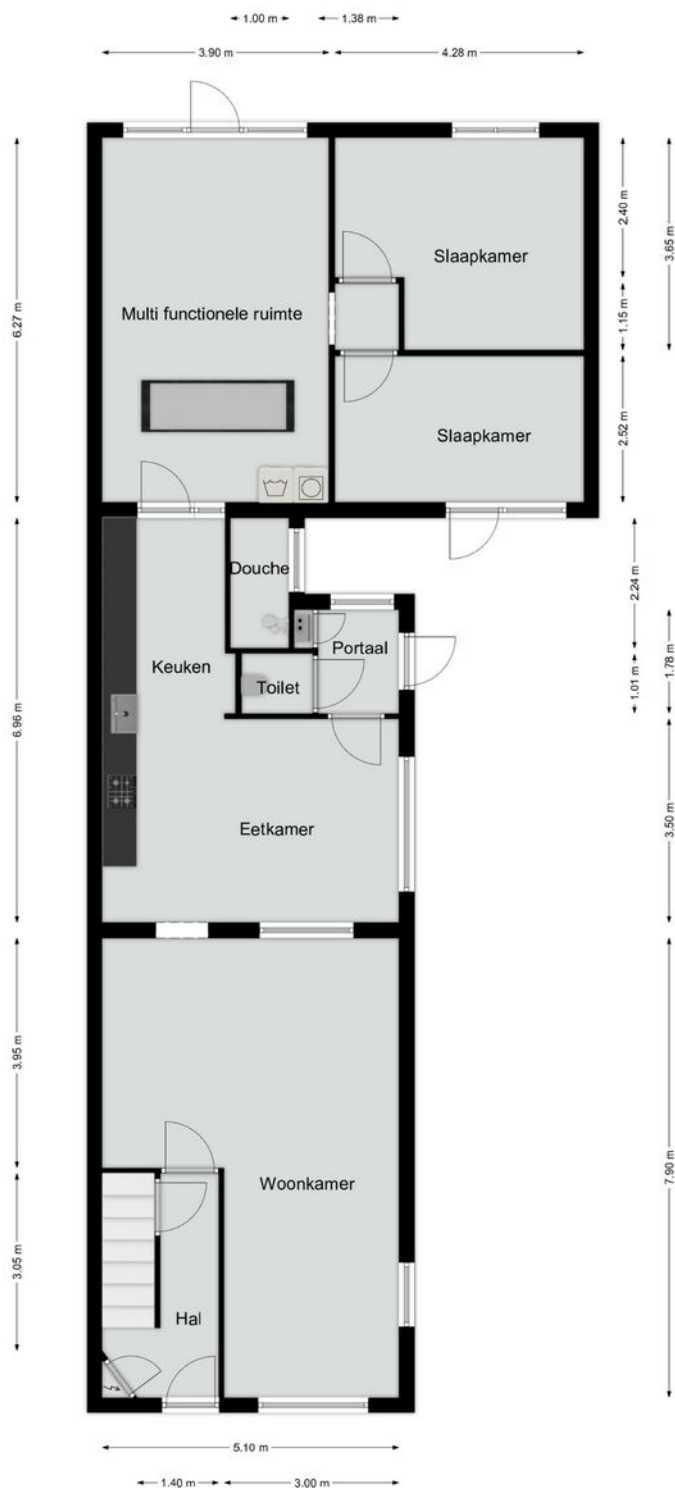 1.00 m
1.38 m
3.90 m
4.28 m
6.27 m
2.40 m
3.65 m
1.15 m
2.52 m
Slaapkamer
Multi functionele ruimte
Slaapkamer
Douche
Portaal
Keuken
Toilet
2.24 m
1.78 m
1.01 m
6.96 m
Eetkamer
3.50 m
3.95 m
Woonkamer
7.90 m
3.05 m
Hal
5.10 m
1.40 m
3.00 m